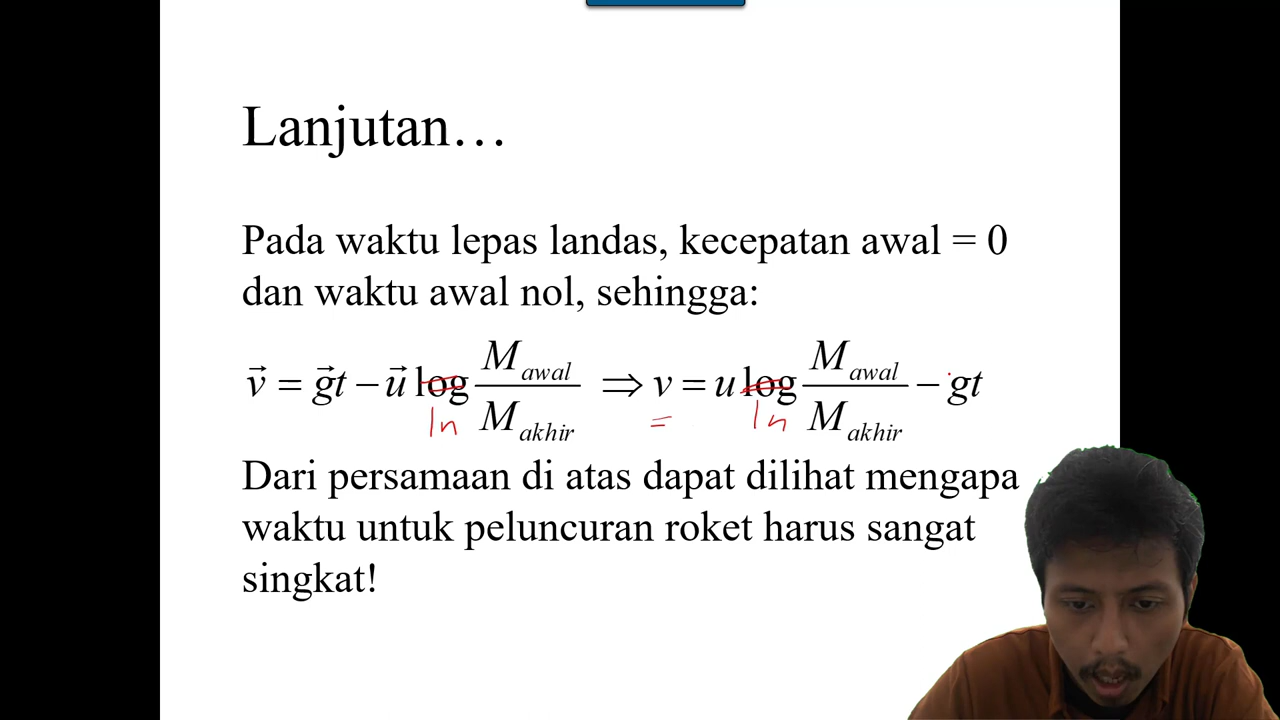 Lanjutan…
Pada waktu lepas landas, kecepatan awal = 0
dan waktu awal nol, sehingga:
v⃗ = g⃗t − u⃗ log M_awal / M_akhir ⇒ v = u log M_awal / M_akhir − gt
ln = ln
Dari persamaan di atas dapat dilihat mengapa
waktu untuk peluncuran roket harus sangat
singkat!